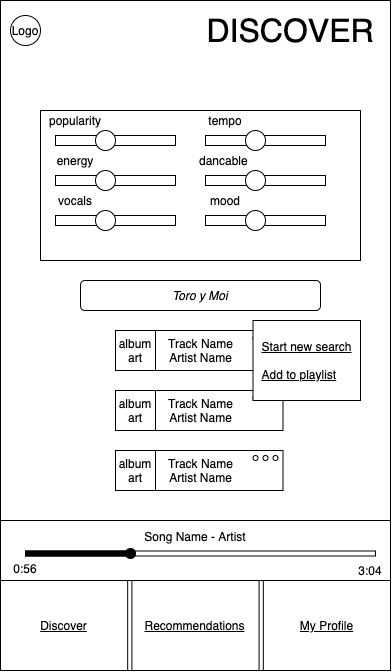 Logo
DISCOVER
popularity
tempo
energy
dancable
vocals
mood
Toro y Moi
album
art
Track Name
Artist Name
Start new search
Add to playlist
album
art
Track Name
Artist Name
album
art
Track Name
Artist Name
Song Name - Artist
0:56
3:04
Discover
Recommendations
My Profile